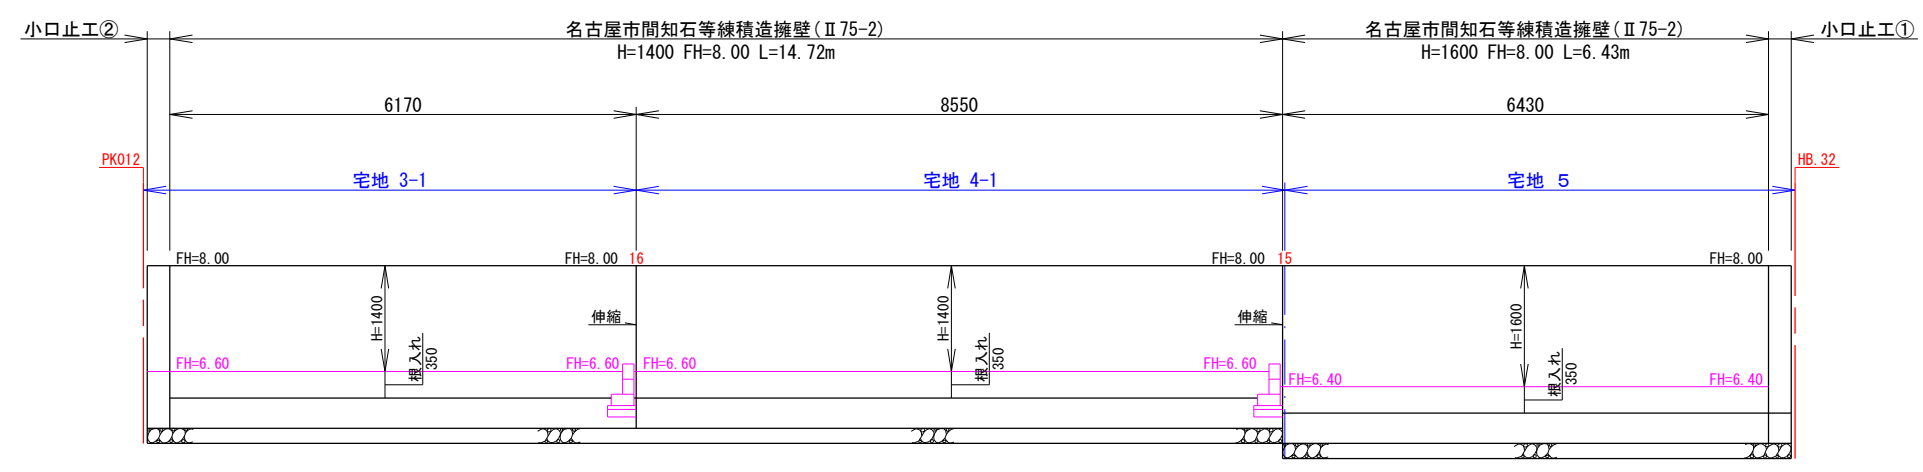 小口止工②
名古屋市間知石等練積造擁壁(Ⅱ75-2)
H=1400 FH=8.00 L=14.72m
名古屋市間知石等練積造擁壁(Ⅱ75-2)
H=1600 FH=8.00 L=6.43m
小口止工①
6170
8550
6430
PK012
HB.32
宅地 3-1
宅地 4-1
宅地 5
FH=8.00
FH=8.00
16
FH=8.00
15
FH=8.00
H=1400
伸縮
H=1400
伸縮
H=1600
根入れ
350
根入れ
350
根入れ
350
FH=6.60
FH=6.60
FH=6.60
FH=6.60
FH=6.40
FH=6.40